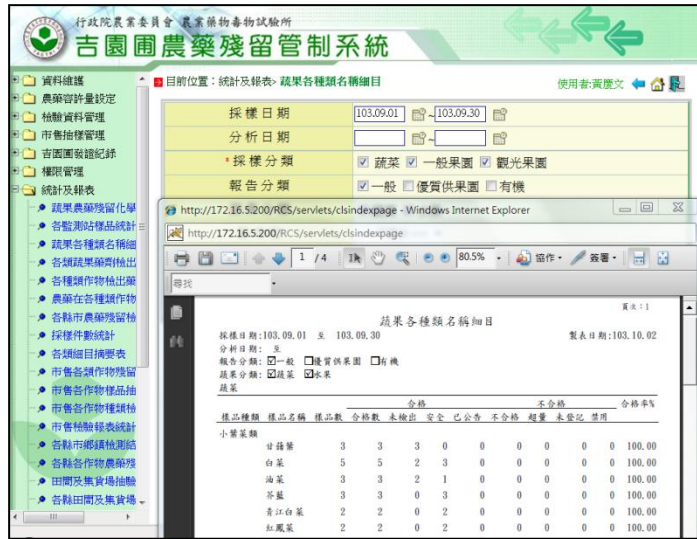 行政院農業委員會 農業藥物毒物試驗所
吉園圃農藥殘留管制系統
資料維護
農藥容許量設定
檢驗資料管理
市售抽樣管理
吉園圃發證紀錄
權限管理
統計及報表
蔬果農藥殘留化學
各監測站樣品統計
蔬果各種類名稱細
各類蔬果藥劑檢出
各種類作物檢出藥
農藥在各種類作物
各縣市農藥殘留檢
採樣件數統計
各類細目摘要表
市售各類作物殘留
市售各作物樣品抽
市售各作物種類檢
市售檢驗報表統計
各縣市鄉鎮檢測結
各縣各作物農藥殘
田間及集貨場抽驗
各縣田間及集貨場
目前位置：統計及報表> 蔬果各種類名稱細目
使用者:黃慶文
採樣日期 103.09.01 ~ 103.09.30
分析日期 ~
*採樣分類 蔬菜 一般果園 觀光果園
報告分類 一般 優質供果園 有機
http://172.16.5.200/RCS/servlets/clsindexpage - Windows Internet Explorer
http://172.16.5.200/RCS/servlets/clsindexpage
1 / 4 80.5% 協作 簽署
尋找
頁次：1
蔬果各種類名稱細目
採樣日期:103.09.01 至 103.09.30 製表日期:103.10.02
分析日期: 至
報告分類: 一般 優質供果園 有機
蔬果分類: 蔬菜 水果
蔬菜
合格 不合格 合格率%
樣品種類 樣品名稱 樣品數 合格數 未檢出 安全 已公告 不合格 超量 未登記 禁用
小葉菜類
甘藷葉 3 3 3 0 0 0 0 0 0 100.00
白菜 5 5 2 3 0 0 0 0 0 100.00
油菜 3 3 2 1 0 0 0 0 0 100.00
芥藍 3 3 0 3 0 0 0 0 0 100.00
青江白菜 2 2 0 2 0 0 0 0 0 100.00
紅鳳菜 2 2 0 2 0 0 0 0 0 100.00